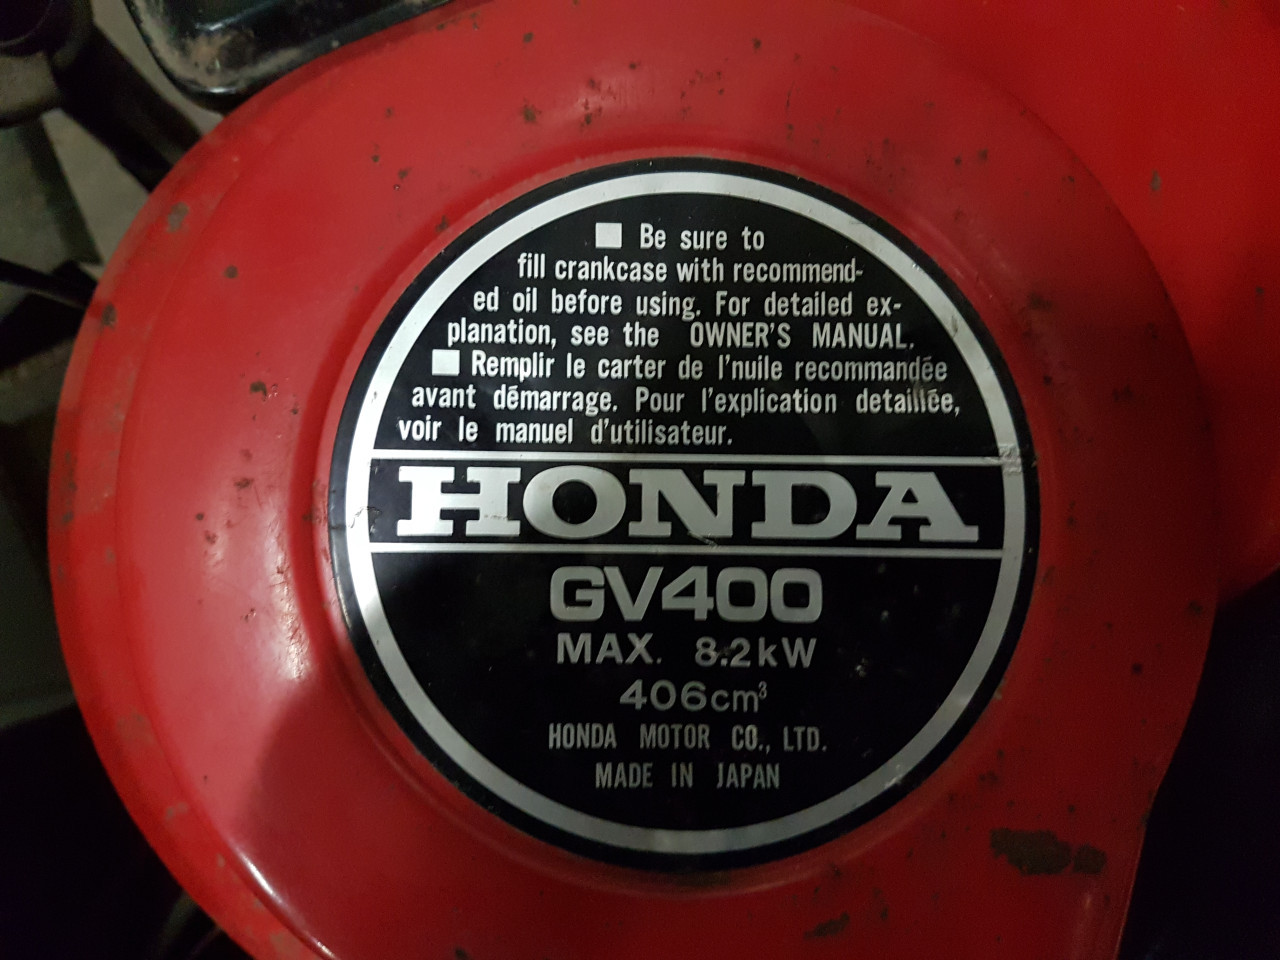 Be sure to
fill crankcase with recommend-
ed oil before using. For detailed ex-
planation, see the OWNER'S MANUAL.
Remplir le carter de l'nuile recommandée
avant démarrage. Pour l'explication detaillée,
voir le manuel d'utilisateur.
HONDA
GV400
MAX. 8.2kW
406cm³
HONDA MOTOR CO., LTD.
MADE IN JAPAN